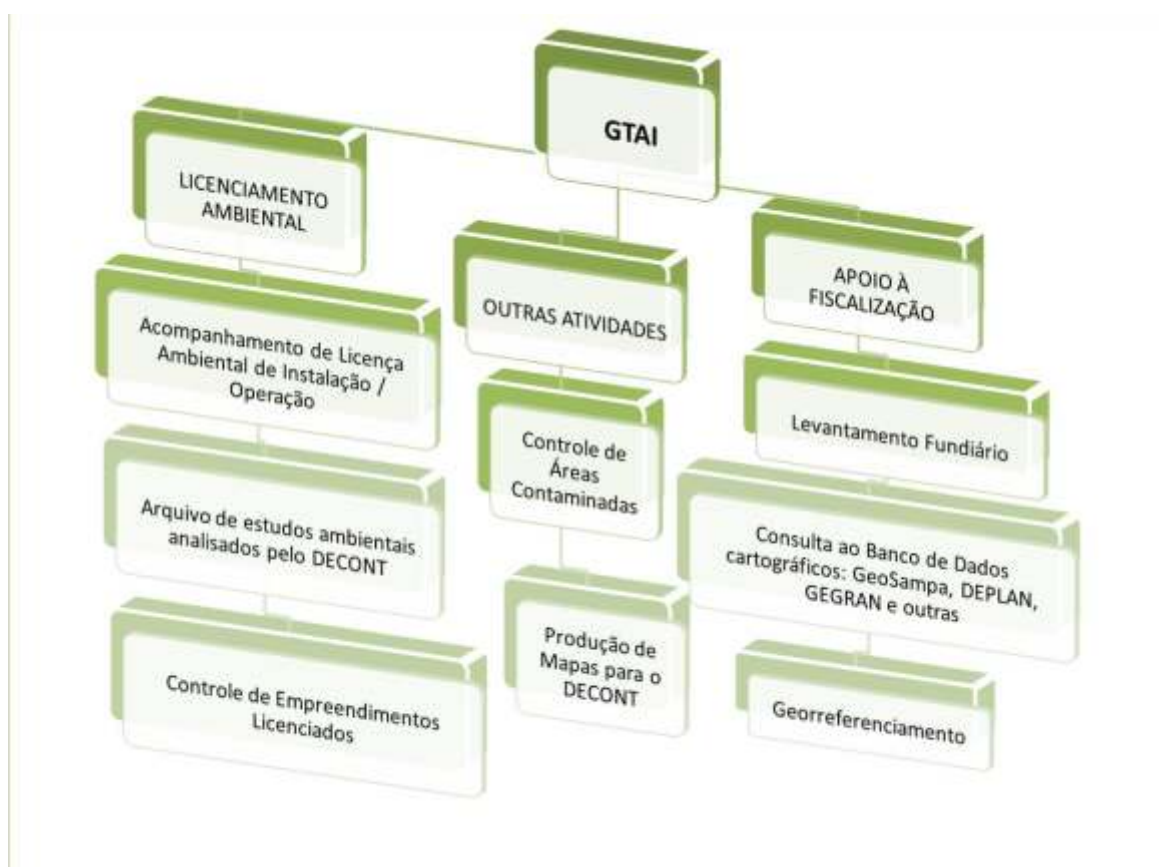 GTAI
LICENCIAMENTO
AMBIENTAL
Acompanhamento de Licença
Ambiental de Instalação /
Operação
Arquivo de estudos ambientais
analisados pelo DECONT
Controle de Empreendimentos
Licenciados
OUTRAS ATIVIDADES
Controle de
Áreas
Contaminadas
Produção de
Mapas para o
DECONT
APOIO À
FISCALIZAÇÃO
Levantamento Fundiário
Consulta ao Banco de Dados
cartográficos: GeoSampa, DEPLAN,
GEGRAN e outras
Georreferenciamento